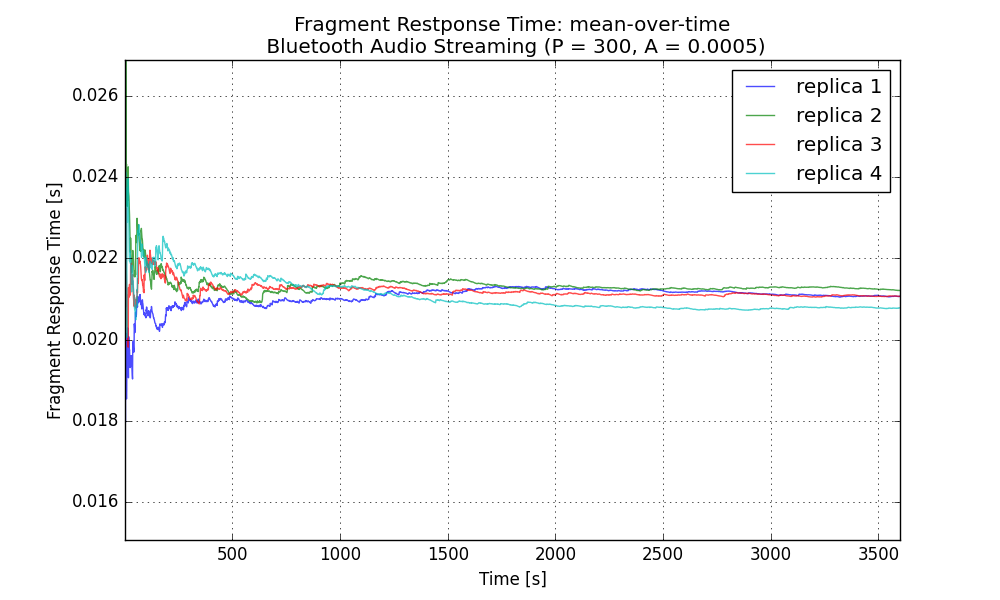 Fragment Restponse Time: mean-over-time
Bluetooth Audio Streaming (P = 300, A = 0.0005)
replica 1
replica 2
replica 3
replica 4
Fragment Response Time [s]
0.026
0.024
0.022
0.020
0.018
0.016
500 1000 1500 2000 2500 3000 3500
Time [s]